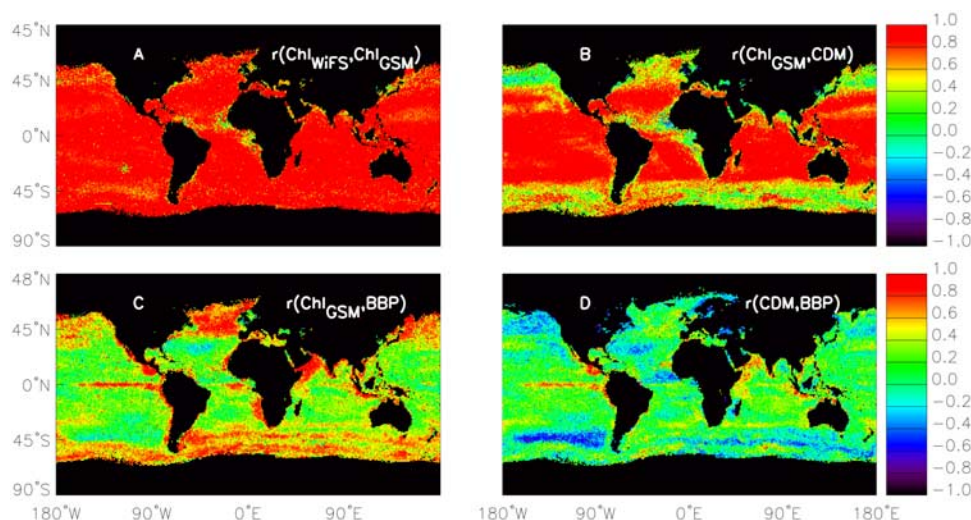 45°N
A r(Chl_WiFS,Chl_GSM)
45°N
0°N
45°S
90°S
B r(Chl_GSM,CDM)
1.0
0.8
0.6
0.4
0.2
0.0
−0.2
−0.4
−0.6
−0.8
−1.0
48°N
C r(Chl_GSM,BBP)
45°N
0°N
45°S
90°S
180°W 90°W 0°E 90°E
D r(CDM,BBP)
180°W 90°W 0°E 90°E 180°E
1.0
0.8
0.6
0.4
0.2
0.0
−0.2
−0.4
−0.6
−0.8
−1.0